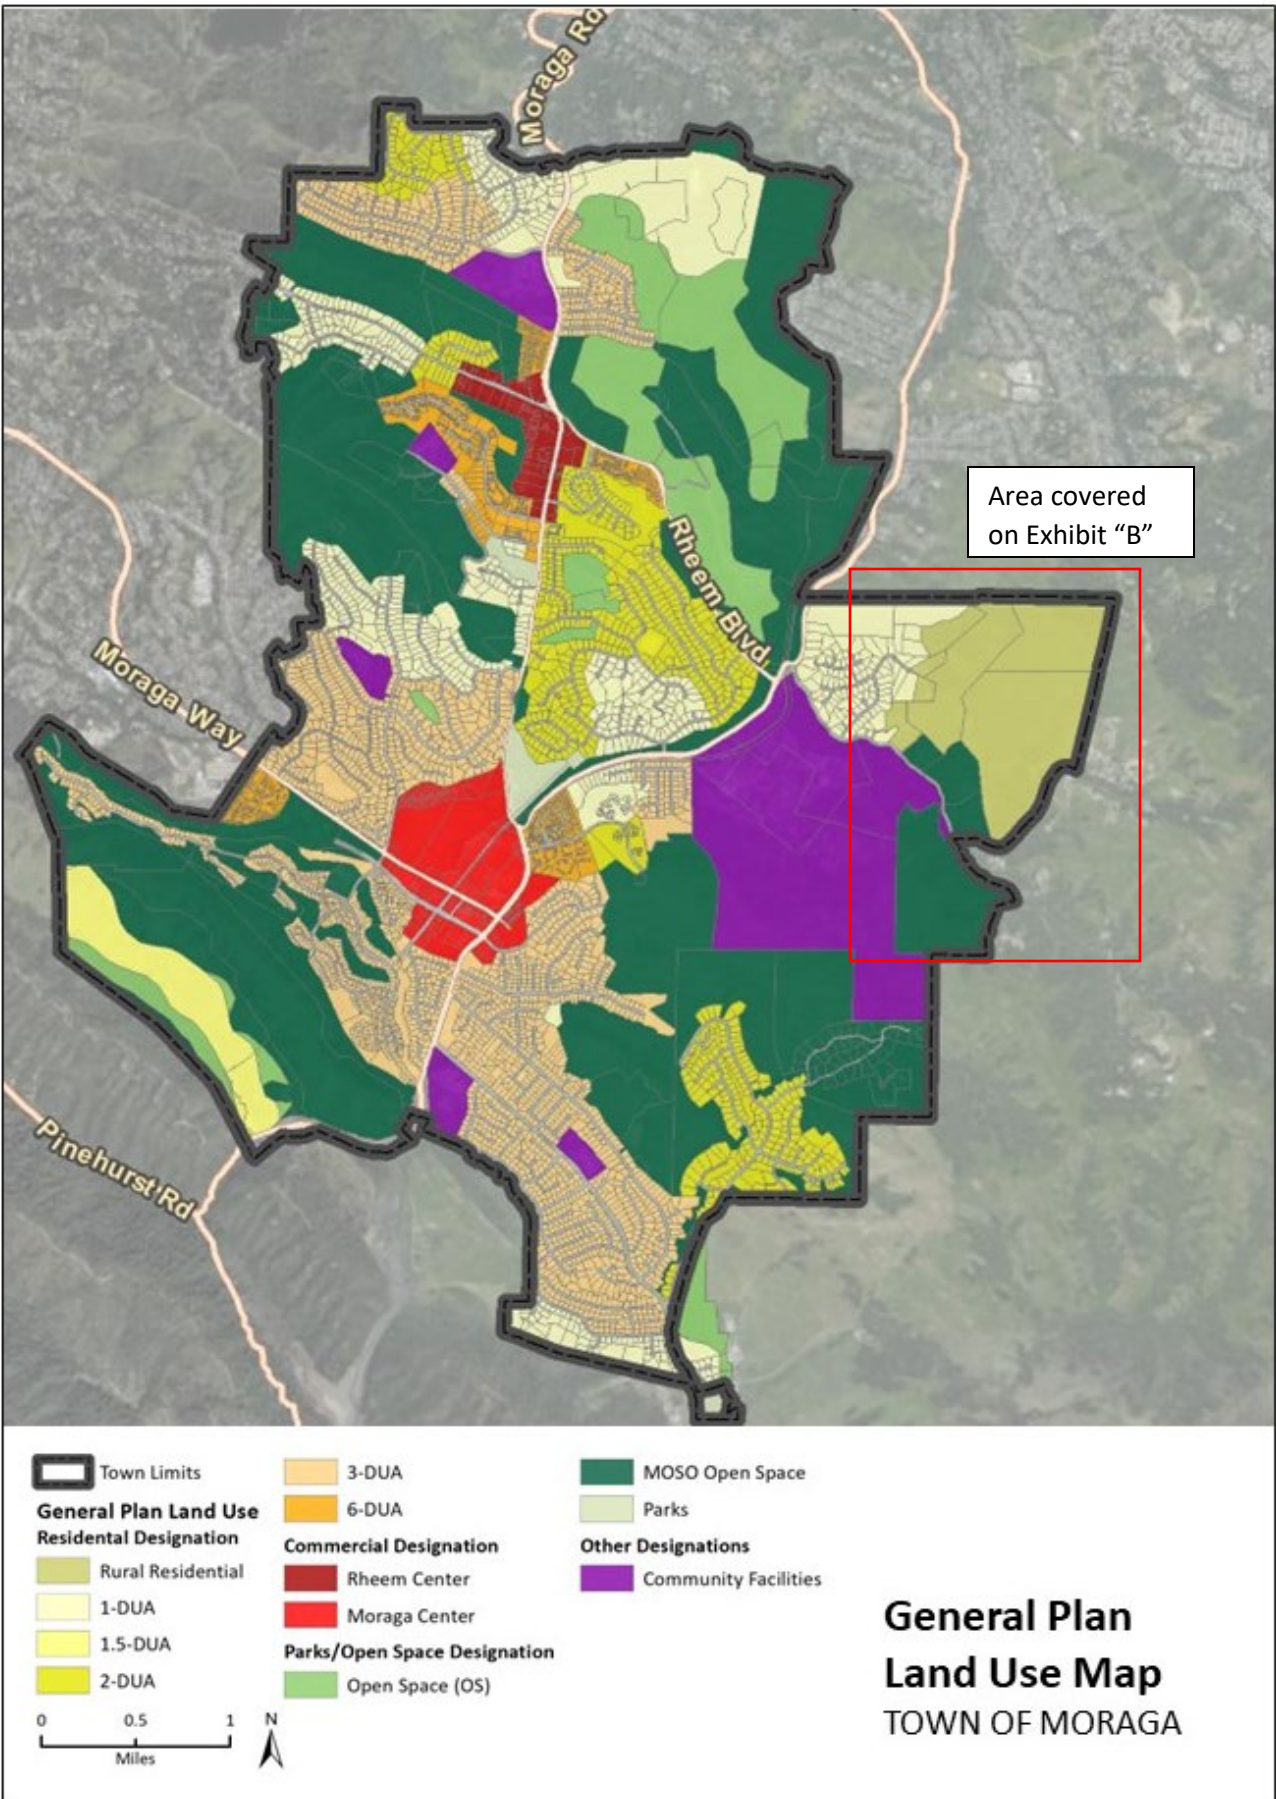 Moraga Rd
Area covered
on Exhibit “B”
Rheem Blvd
Moraga Way
Pinehurst Rd
Town Limits
General Plan Land Use
Residental Designation
Rural Residential
1-DUA
1.5-DUA
2-DUA
0 0.5 1
Miles
N
3-DUA
6-DUA
Commercial Designation
Rheem Center
Moraga Center
Parks/Open Space Designation
Open Space (OS)
MOSO Open Space
Parks
Other Designations
Community Facilities
General Plan
Land Use Map
TOWN OF MORAGA